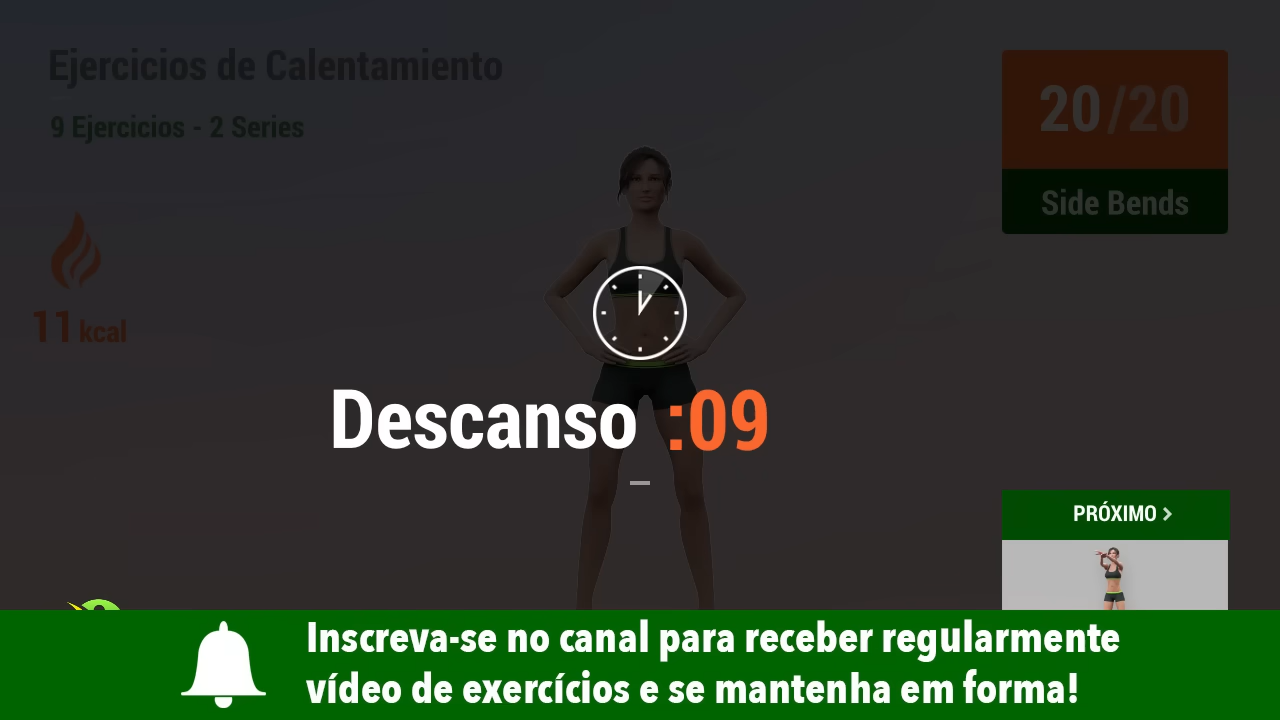 Ejercicios de Calentamiento
9 Ejercicios - 2 Series
20/20
Side Bends
11 kcal
Descanso :09
PRÓXIMO >
Inscreva-se no canal para receber regularmente
vídeo de exercícios e se mantenha em forma!